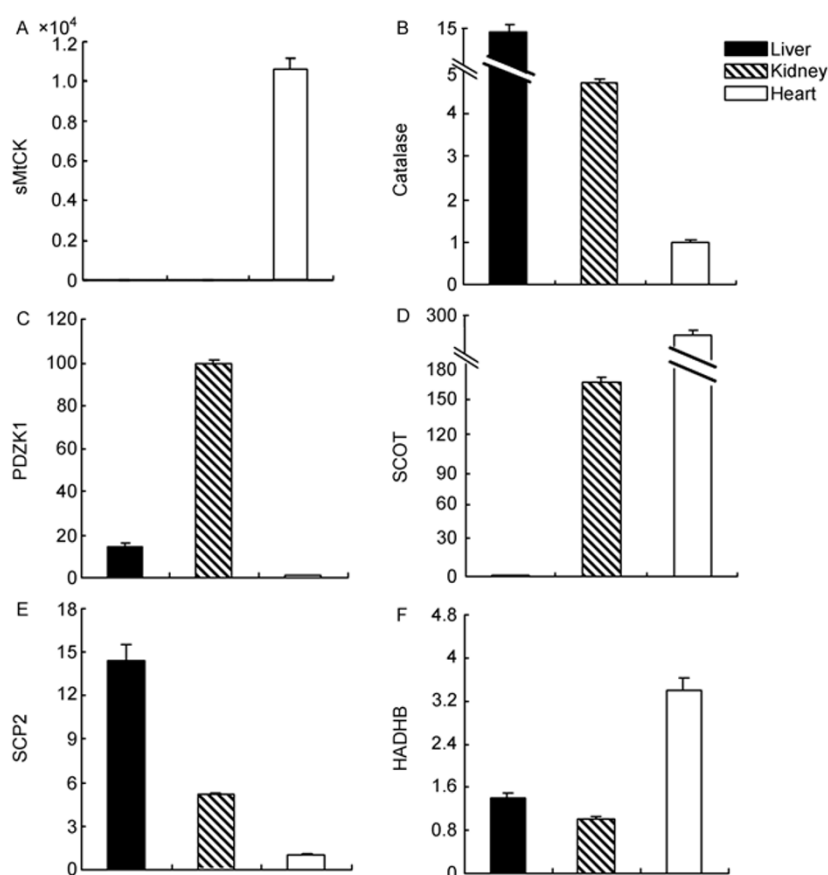 A ×10⁴
1.2
1.0
0.8
0.6
0.4
0.2
0
sMtCK
B
15
5
4
3
2
1
0
Catalase
Liver
Kidney
Heart
C
120
100
80
60
40
20
0
PDZK1
D
300
180
150
120
90
60
30
0
SCOT
E
18
15
12
9
6
3
0
SCP2
F
4.8
4
3.2
2.4
1.6
0.8
0
HADHB